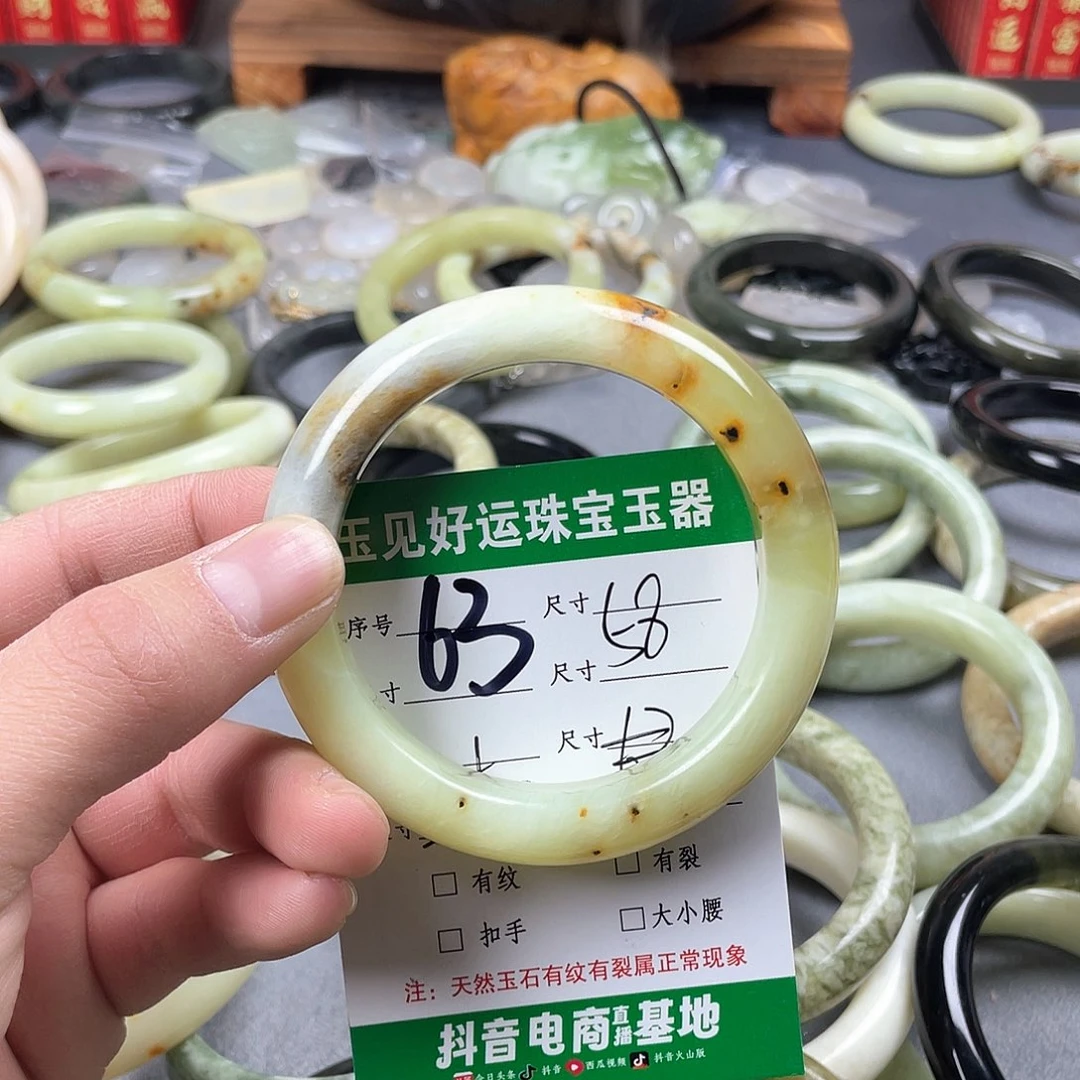 运
富
玉见好运珠宝玉器
序号 63 尺寸 58
寸 尺寸
尺寸
有纹 有裂
扣手 大小腰
注：天然玉石有纹有裂属正常现象
抖音电商直播基地
今日头条 抖音 西瓜视频 抖音火山版